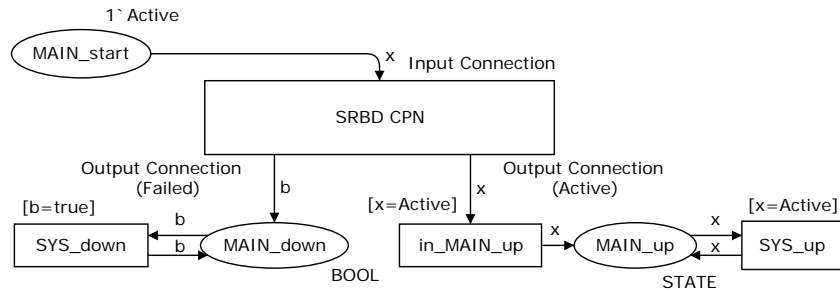 1`Active
MAIN_start
x
Input Connection
SRBD CPN
Output Connection
(Failed)
b
x
Output Connection
(Active)
[b=true]
b
b
SYS_down
MAIN_down
BOOL
[x=Active]
in_MAIN_up
x
MAIN_up
STATE
x
x
[x=Active]
SYS_up